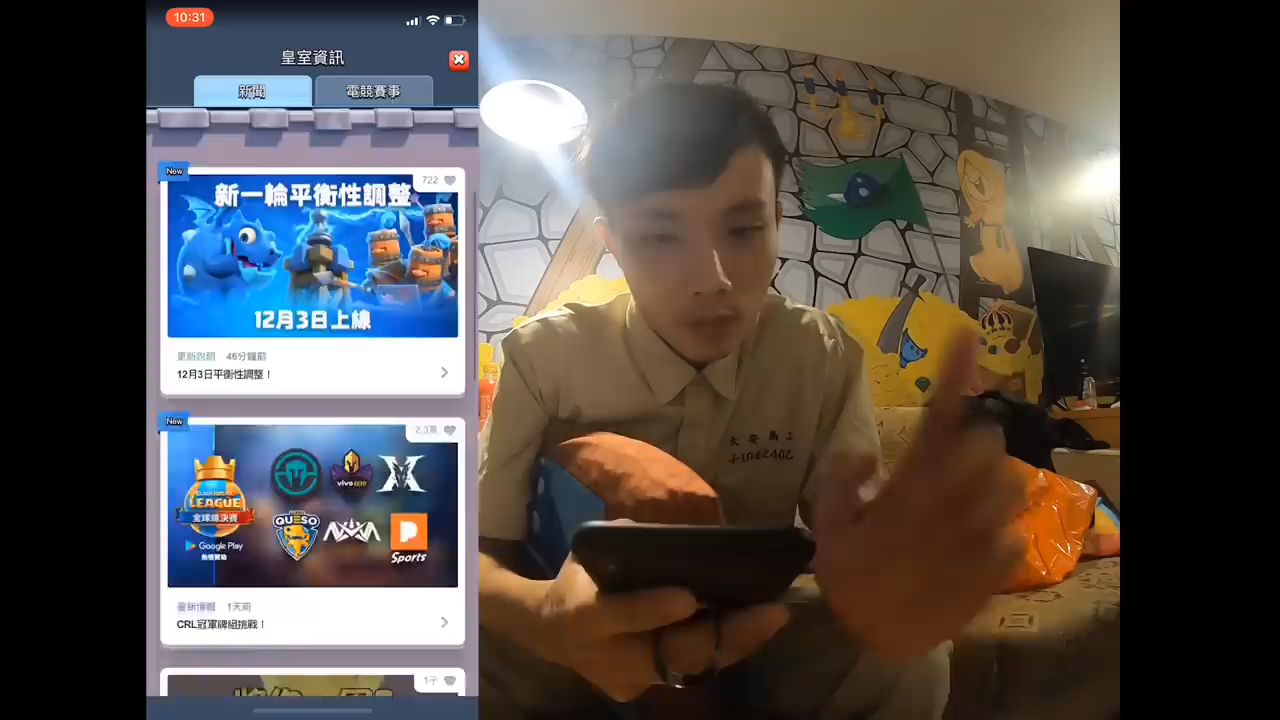 10:31
皇室資訊
新聞
電競賽事
New
722
新一輪平衡性調整
12月3日上線
更新說明 46分鐘前
12月3日平衡性調整！
New
2.3萬
LEAGUE
全球總決賽
Google Play
vivo
QUESO
Sports
1天前
CRL冠軍牌組挑戰！
大安高工